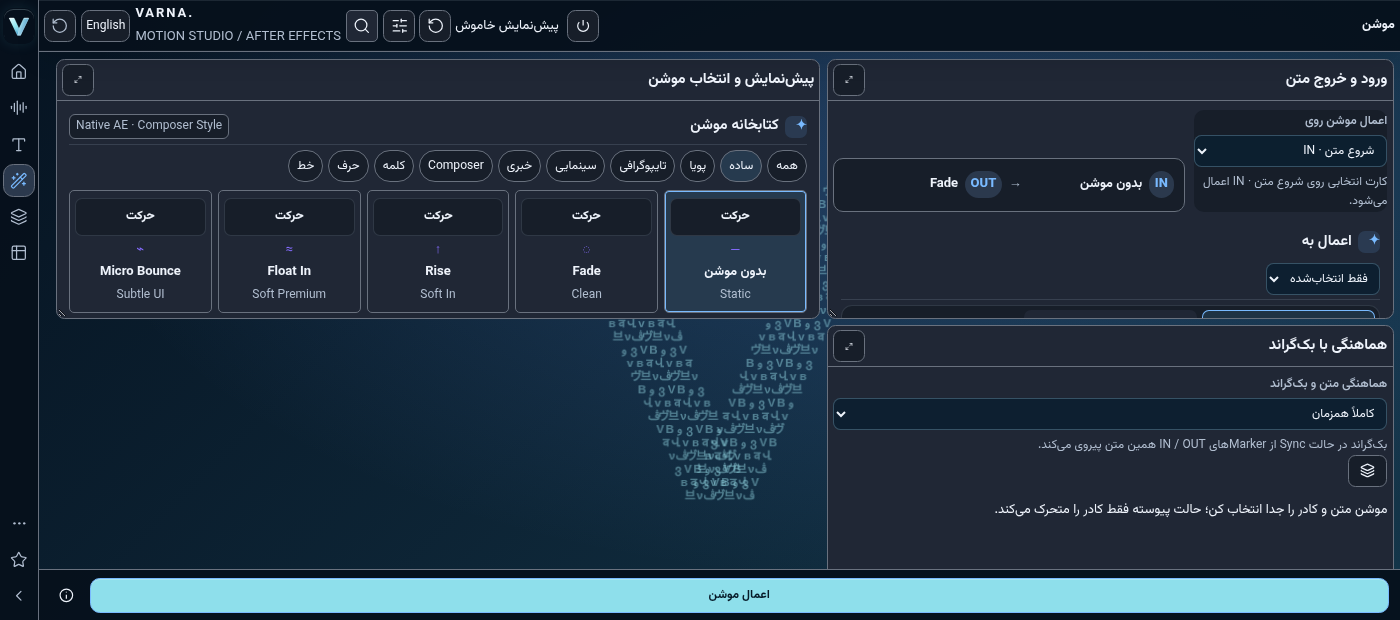 موشن
پیش‌نمایش خاموش
English
VARNA.
MOTION STUDIO / AFTER EFFECTS
ورود و خروج متن
اعمال موشن روی
شروع متن · IN
کارت انتخابی روی شروع متن · IN اعمال
می‌شود.
IN بدون موشن → OUT Fade
اعمال به
فقط انتخاب‌شده
پیش‌نمایش و انتخاب موشن
کتابخانه موشن
Native AE · Composer Style
همه
ساده
پویا
تایپوگرافی
سینمایی
خبری
Composer
کلمه
حرف
خط
حرکت
بدون موشن
Static
حرکت
Fade
Clean
حرکت
Rise
Soft In
حرکت
Float In
Soft Premium
حرکت
Micro Bounce
Subtle UI
هماهنگی با بک‌گراند
هماهنگی متن و بک‌گراند
کاملاً همزمان
بک‌گراند در حالت Sync از Markerهای IN / OUT همین متن پیروی می‌کند.
موشن متن و کادر را جدا انتخاب کن؛ حالت پیوسته فقط کادر را متحرک می‌کند.
اعمال موشن